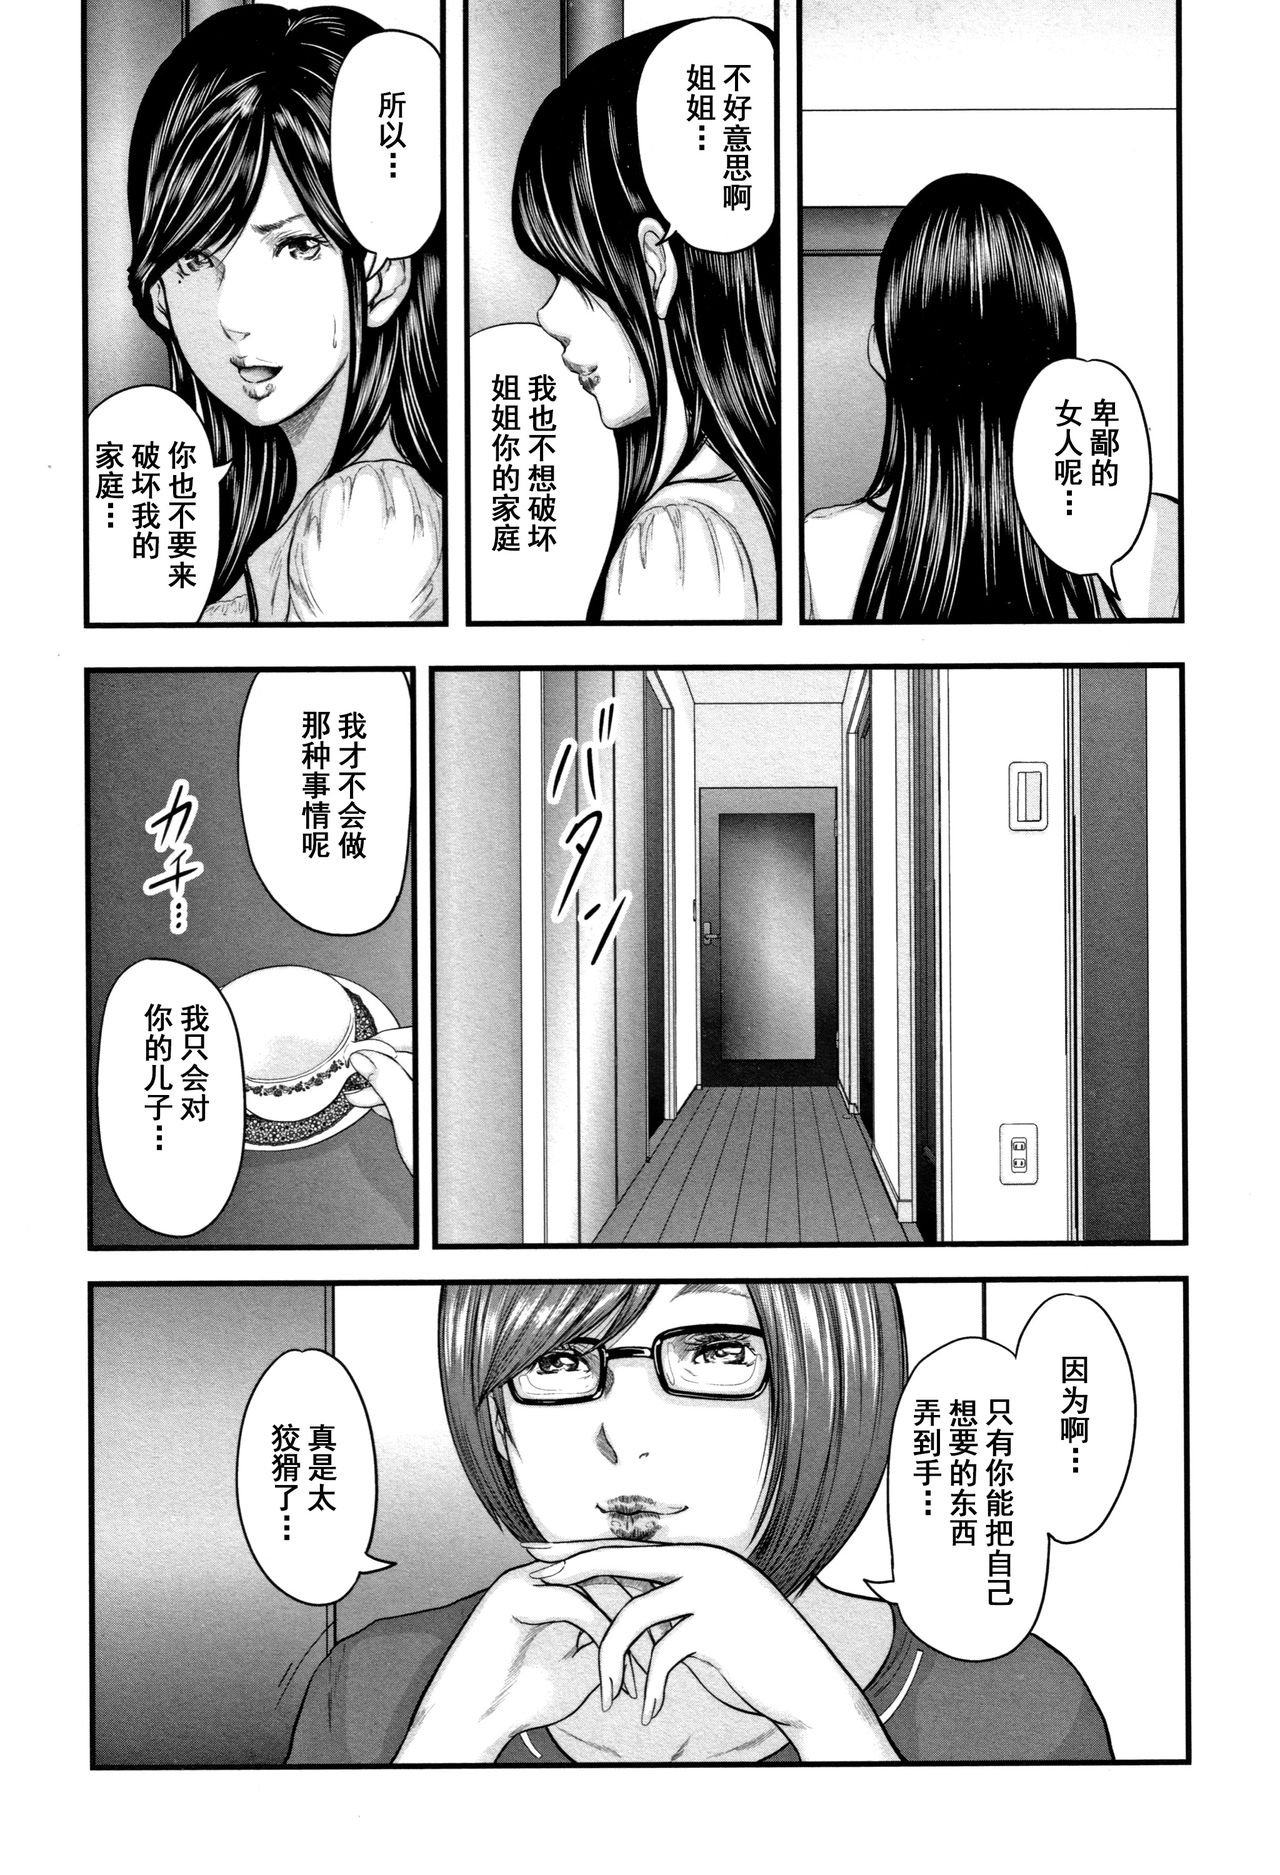 卑鄙的
女人呢…
不好意思啊
姐姐…
我也不想破坏
姐姐你的家庭
所以…
你也不要来
破坏我的
家庭…
バタン
我才不会做
那种事情呢
カチ…
我只会对
你的儿子…
因为啊…
只有你能把自己
想要的东西
弄到手…
真是太
狡猾了…